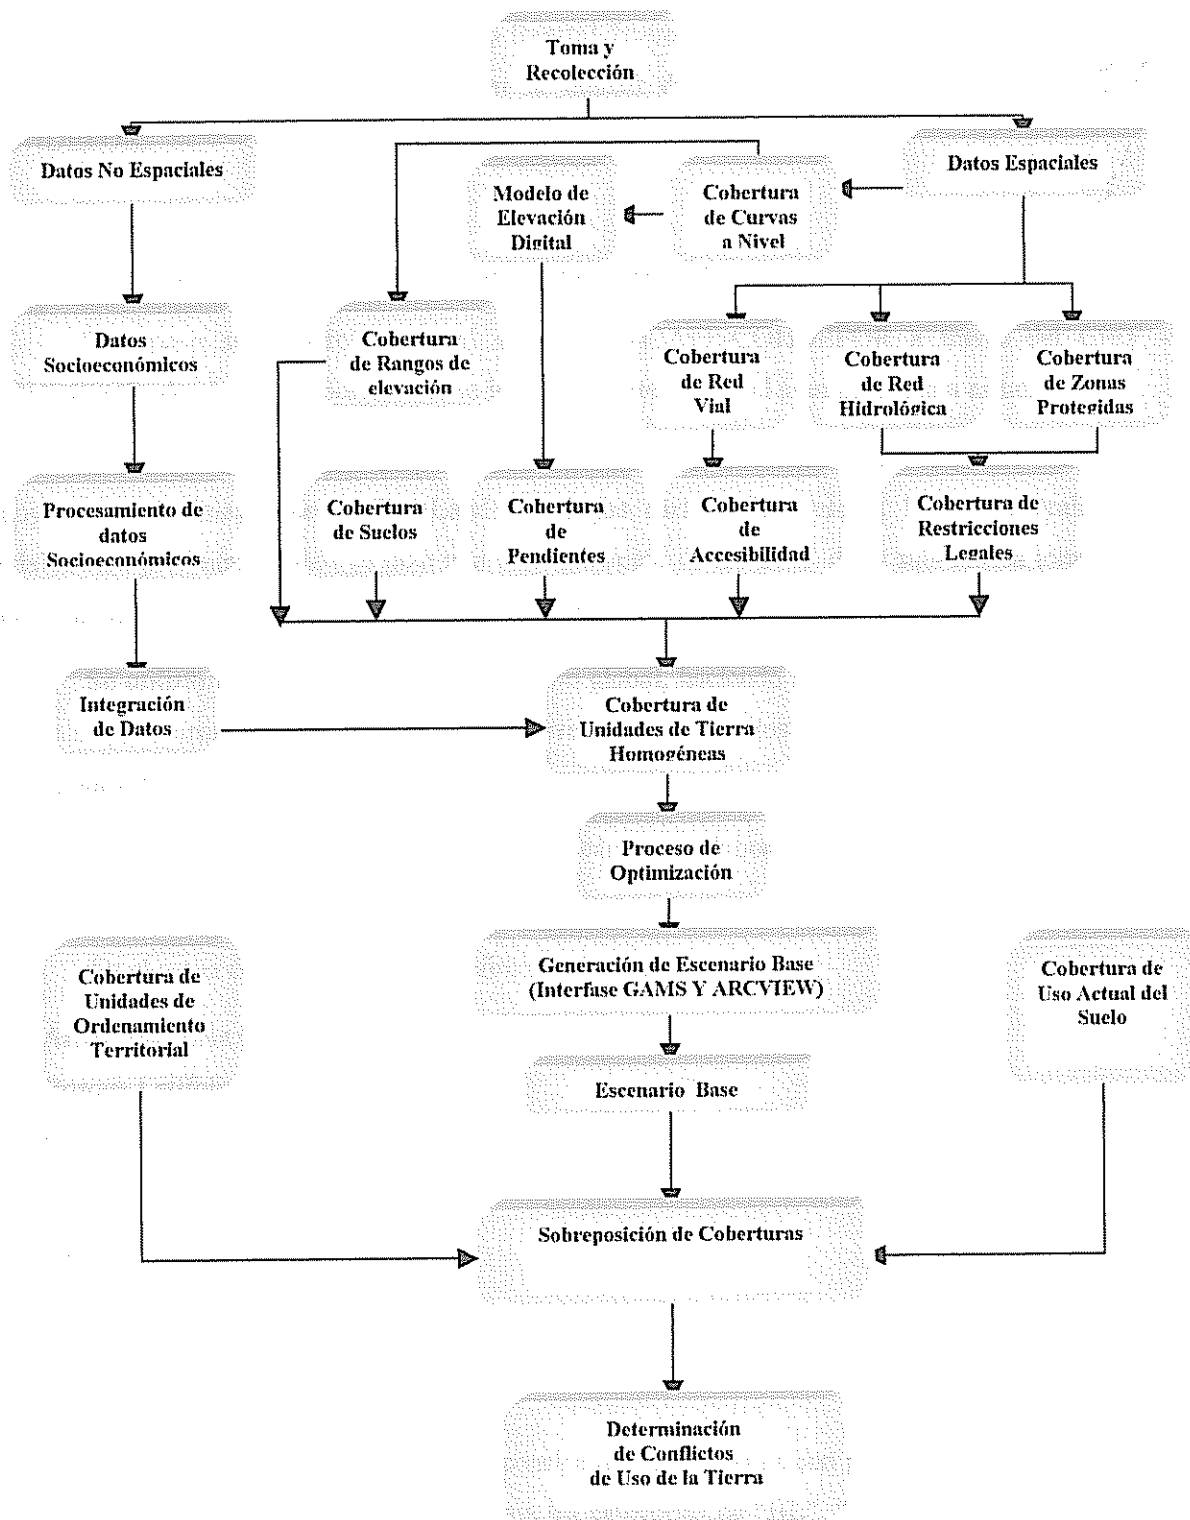 Toma y
Recolección
Datos No Espaciales
Datos Espaciales
Modelo de
Elevación
Digital
Cobertura
de Curvas
a Nivel
Datos
Socioeconómicos
Cobertura
de Rangos de
elevación
Cobertura
de Red
Vial
Cobertura
de Red
Hidrológica
Cobertura
de Zonas
Protegidas
Procesamiento de
datos
Socioeconómicos
Cobertura
de Suelos
Cobertura
de
Pendientes
Cobertura
de
Accesibilidad
Cobertura de
Restricciones
Legales
Integración
de Datos
Cobertura de
Unidades de Tierra
Homogéneas
Proceso de
Optimización
Cobertura de
Unidades de
Ordenamiento
Territorial
Generación de Escenario Base
(Interfase GAMS Y ARCVIEW)
Cobertura de
Uso Actual del
Suelo
Escenario Base
Sobreposición de Coberturas
Determinación
de Conflictos
de Uso de la Tierra